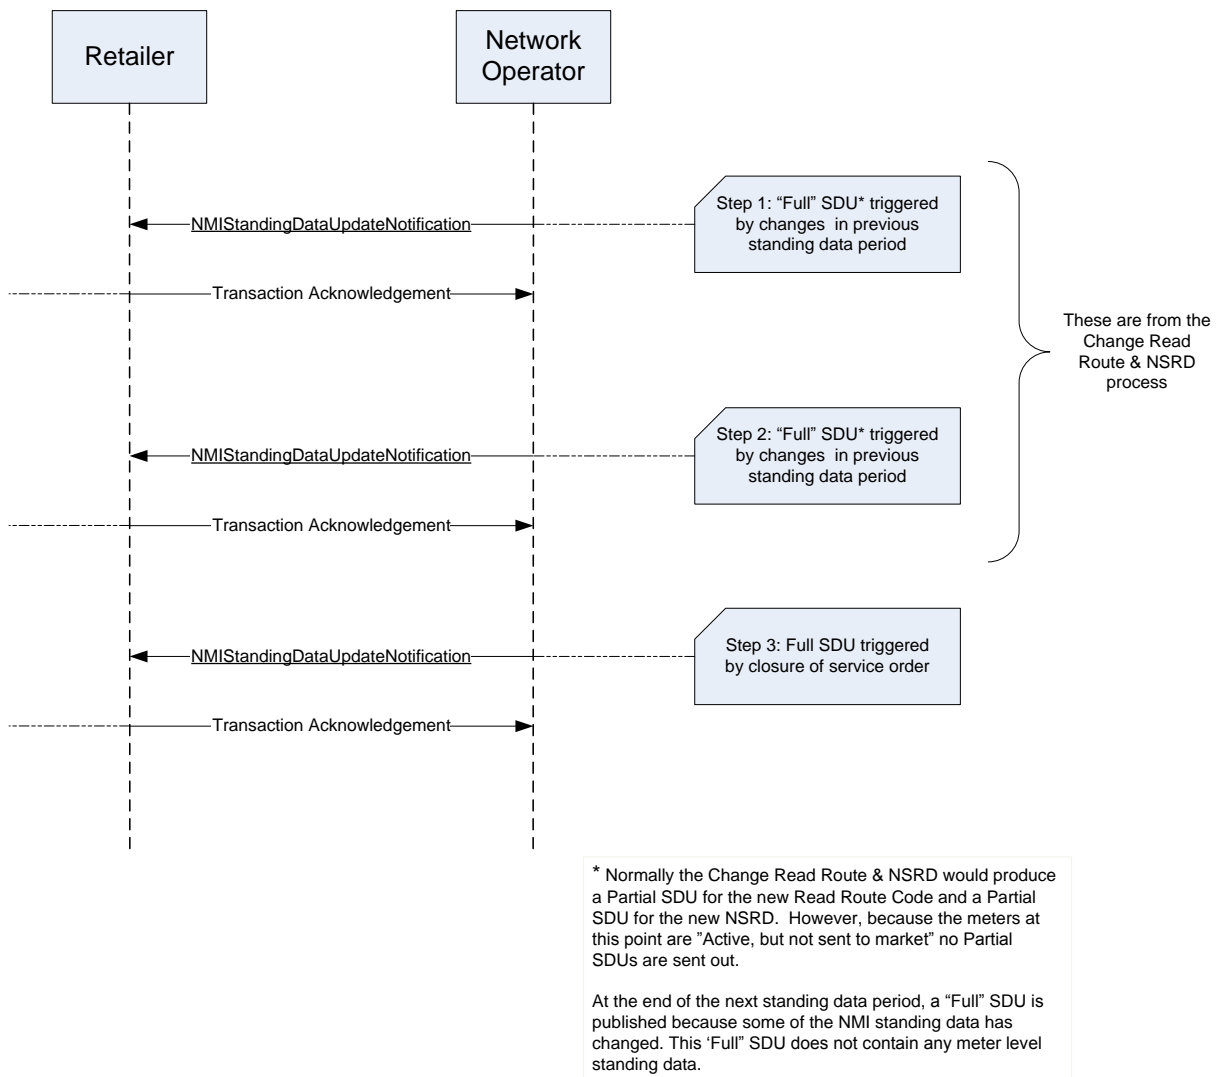 Retailer
Network
Operator
Step 1: “Full” SDU* triggered
by changes  in previous
standing data period
NMIStandingDataUpdateNotification
Transaction Acknowledgement
These are from the
Change Read
Route & NSRD
process
Step 2: “Full” SDU* triggered
by changes  in previous
standing data period
NMIStandingDataUpdateNotification
Transaction Acknowledgement
Step 3: Full SDU triggered
by closure of service order
NMIStandingDataUpdateNotification
Transaction Acknowledgement
* Normally the Change Read Route & NSRD would produce
a Partial SDU for the new Read Route Code and a Partial
SDU for the new NSRD.  However, because the meters at
this point are ”Active, but not sent to market” no Partial
SDUs are sent out.
At the end of the next standing data period, a “Full” SDU is
published because some of the NMI standing data has
changed. This ‘Full” SDU does not contain any meter level
standing data.